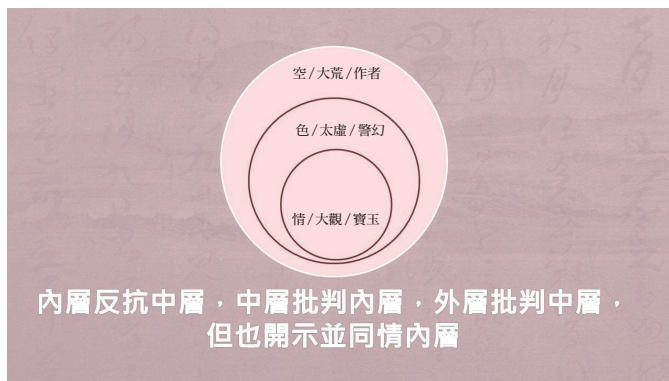 空/大荒/作者
色/太虛/警幻
情/大觀/寶玉
內層反抗中層，中層批判內層，外層批判中層，
但也開示並同情內層